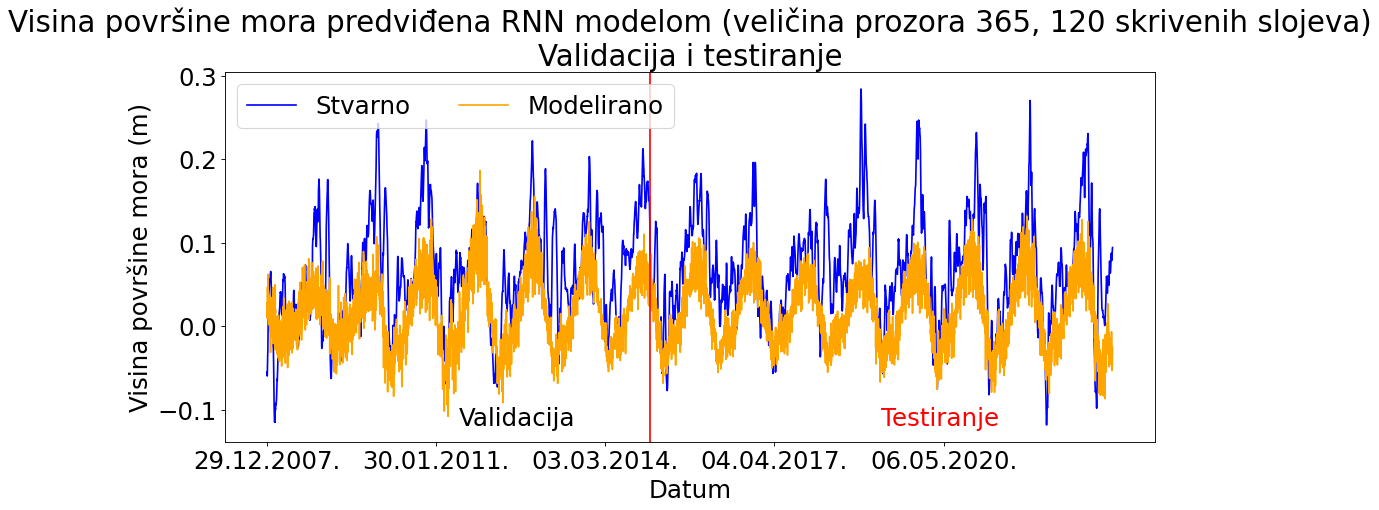 Visina površine mora predviđena RNN modelom (veličina prozora 365, 120 skrivenih slojeva)
Validacija i testiranje
Stvarno
Modelirano
Visina površine mora (m)
0.3
0.2
0.1
0.0
−0.1
Validacija
Testiranje
29.12.2007.
30.01.2011.
03.03.2014.
04.04.2017.
06.05.2020.
Datum